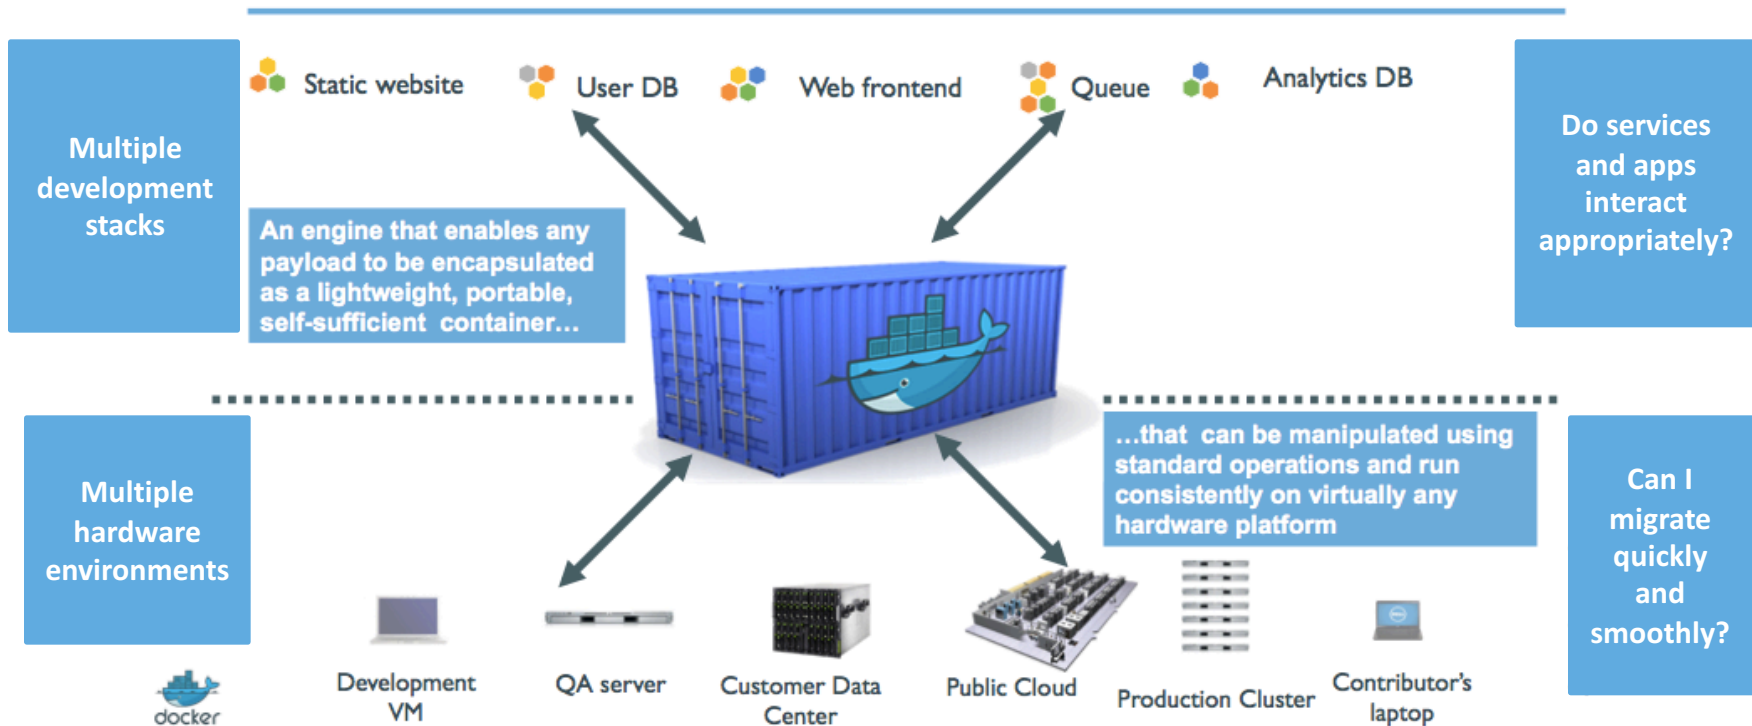 Static website
User DB
Web frontend
Queue
Analytics DB
Multiple
development
stacks
Do services
and apps
interact
appropriately?
An engine that enables any
payload to be encapsulated
as a lightweight, portable,
self-sufficient container...
...that can be manipulated using
standard operations and run
consistently on virtually any
hardware platform
Multiple
hardware
environments
Can I
migrate
quickly
and
smoothly?
docker
Development
VM
QA server
Customer Data
Center
Public Cloud
Production Cluster
Contributor's
laptop